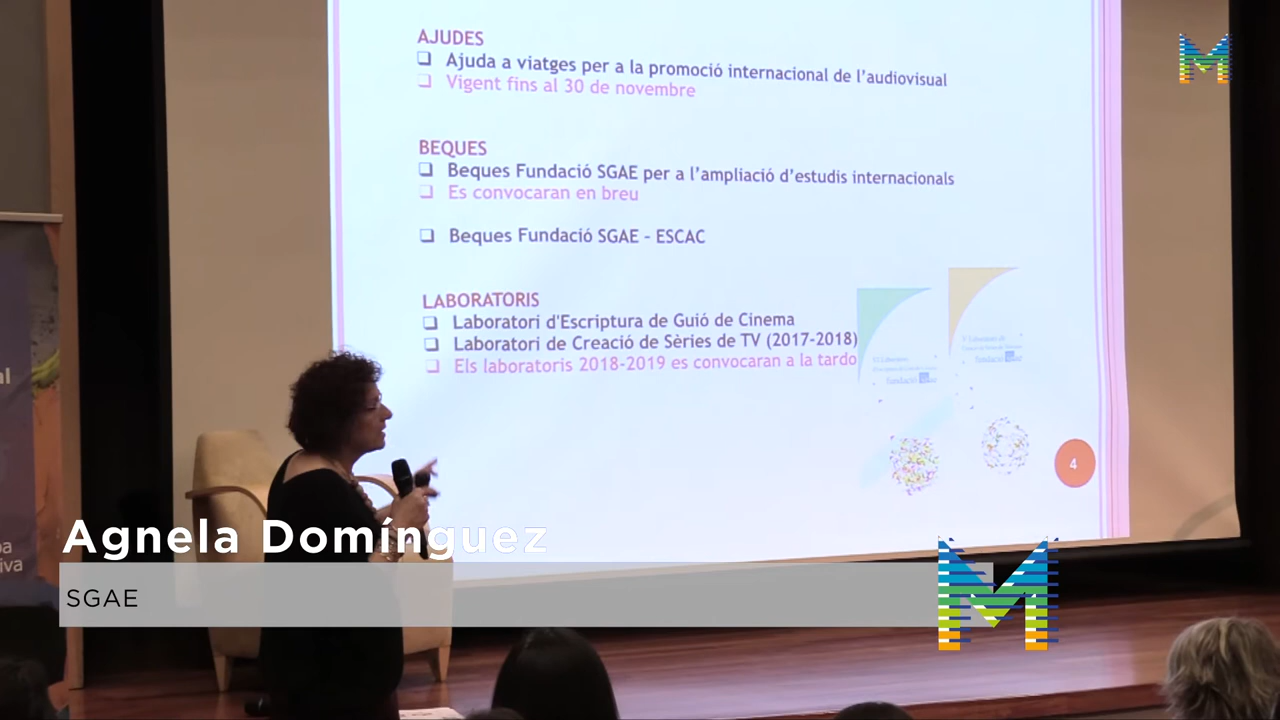 AJUDES
❑ Ajuda a viatges per a la promoció internacional de l'audiovisual
❑ Vigent fins al 30 de novembre
BEQUES
❑ Beques Fundació SGAE per a l'ampliació d'estudis internacionals
❑ Es convocaran en breu
❑ Beques Fundació SGAE - ESCAC
LABORATORIS
❑ Laboratori d'Escriptura de Guió de Cinema
❑ Laboratori de Creació de Sèries de TV (2017-2018)
❑ Els laboratoris 2018-2019 es convocaran a la tardo
fundació
fundació
4
Agnela Domínguez
SGAE
M
M